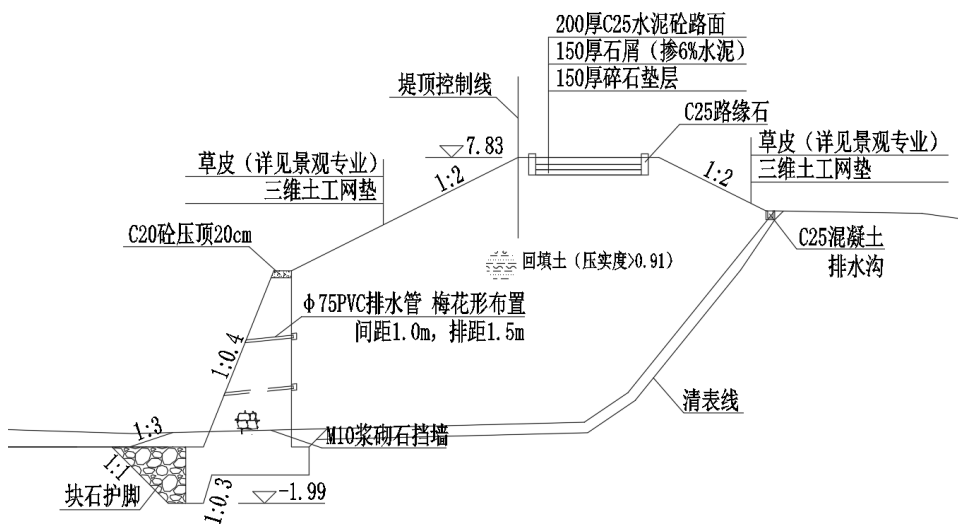 200厚C25水泥砼路面
150厚石屑（掺6%水泥）
150厚碎石垫层
堤顶控制线
C25路缘石
7.83
草皮（详见景观专业）
三维土工网垫
1:2
草皮（详见景观专业）
三维土工网垫
1:2
C20砼压顶20cm
C25混凝土
排水沟
回填土（压实度>0.91）
φ75PVC排水管 梅花形布置
间距1.0m，排距1.5m
1:0.4
清表线
1:3
M10浆砌石挡墙
1:1
块石护脚
1:0.3
-1.99